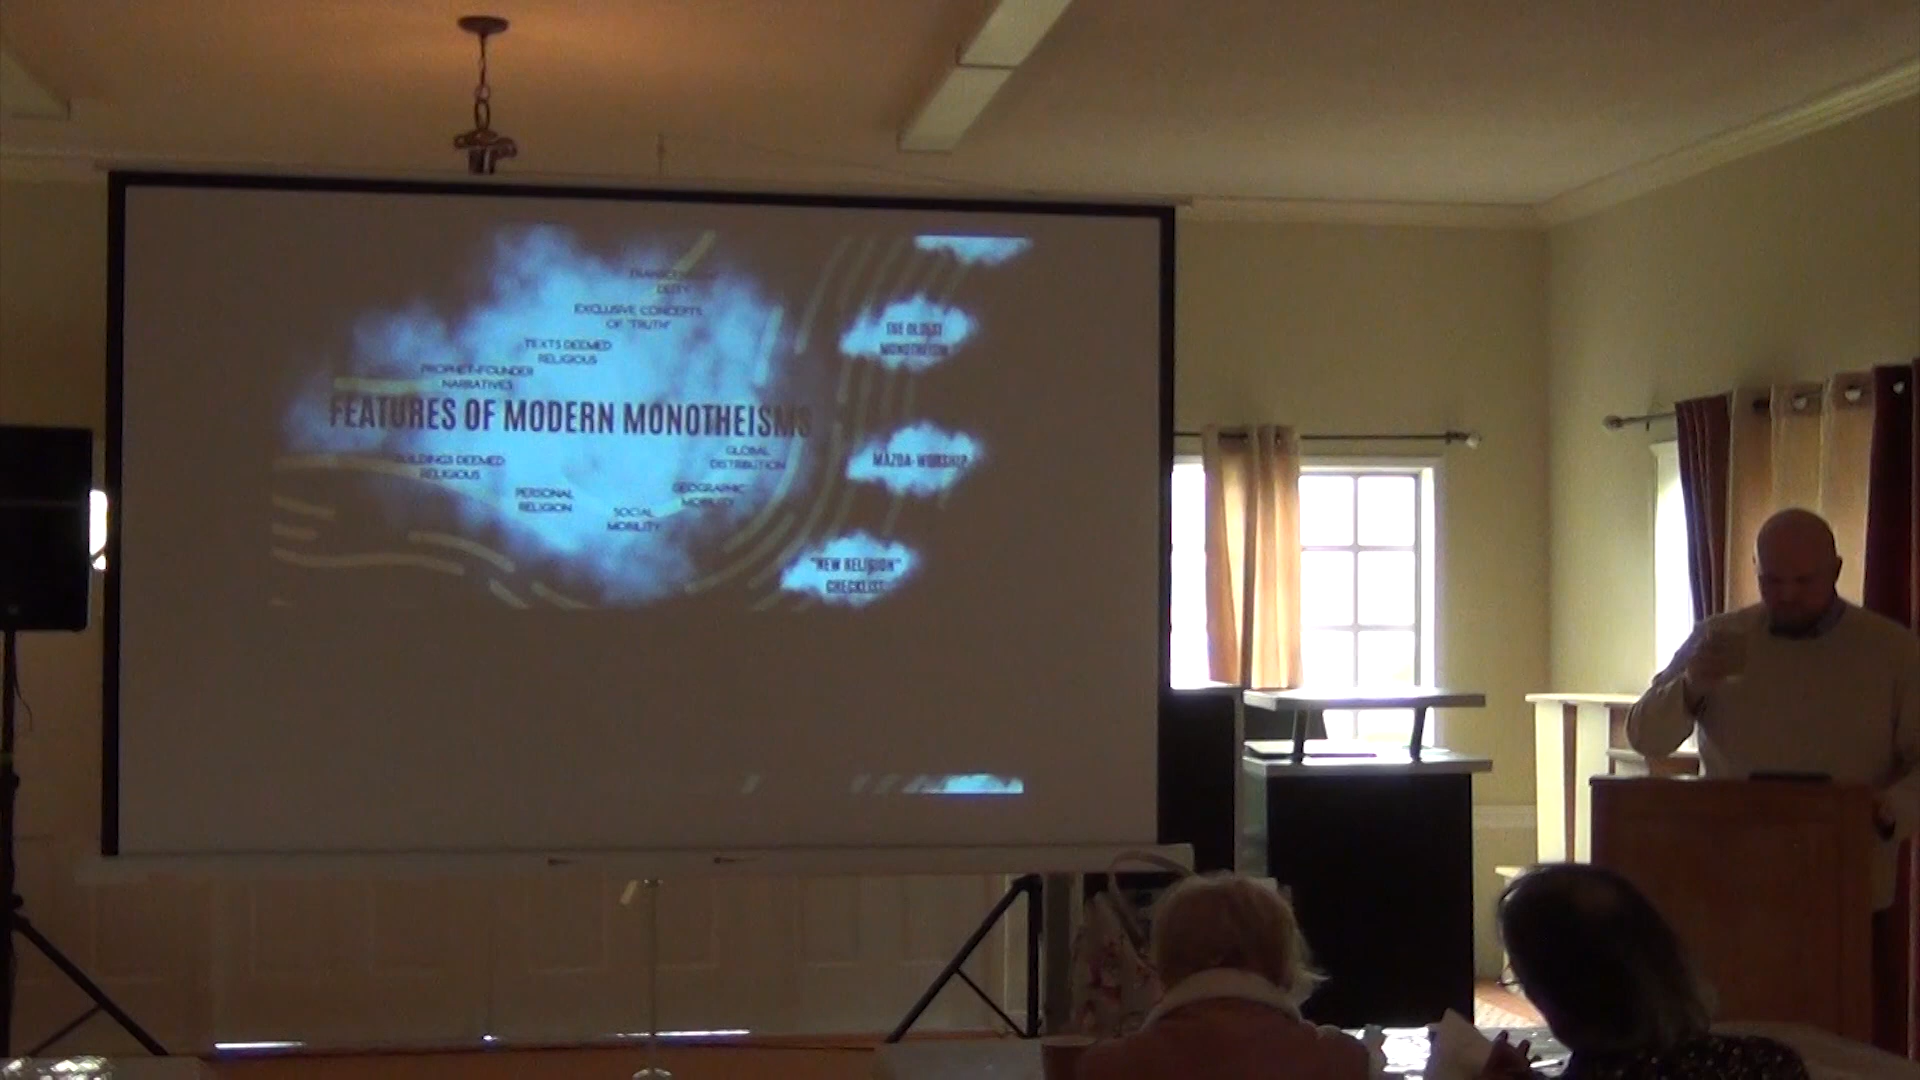 TRANSCENDENT
DEITY
EXCLUSIVE CONCEPTS
OF "TRUTH"
TEXTS DEEMED
RELIGIOUS
PROPHET-FOUNDER
NARRATIVES
FEATURES OF MODERN MONOTHEISMS
BUILDINGS DEEMED
RELIGIOUS
PERSONAL
RELIGION
SOCIAL
MOBILITY
GEOGRAPHIC
MOBILITY
GLOBAL
DISTRIBUTION
THE OLDEST
MONOTHEISM
MAZDA-WORSHIP
"NEW RELIGION"
CHECKLIST